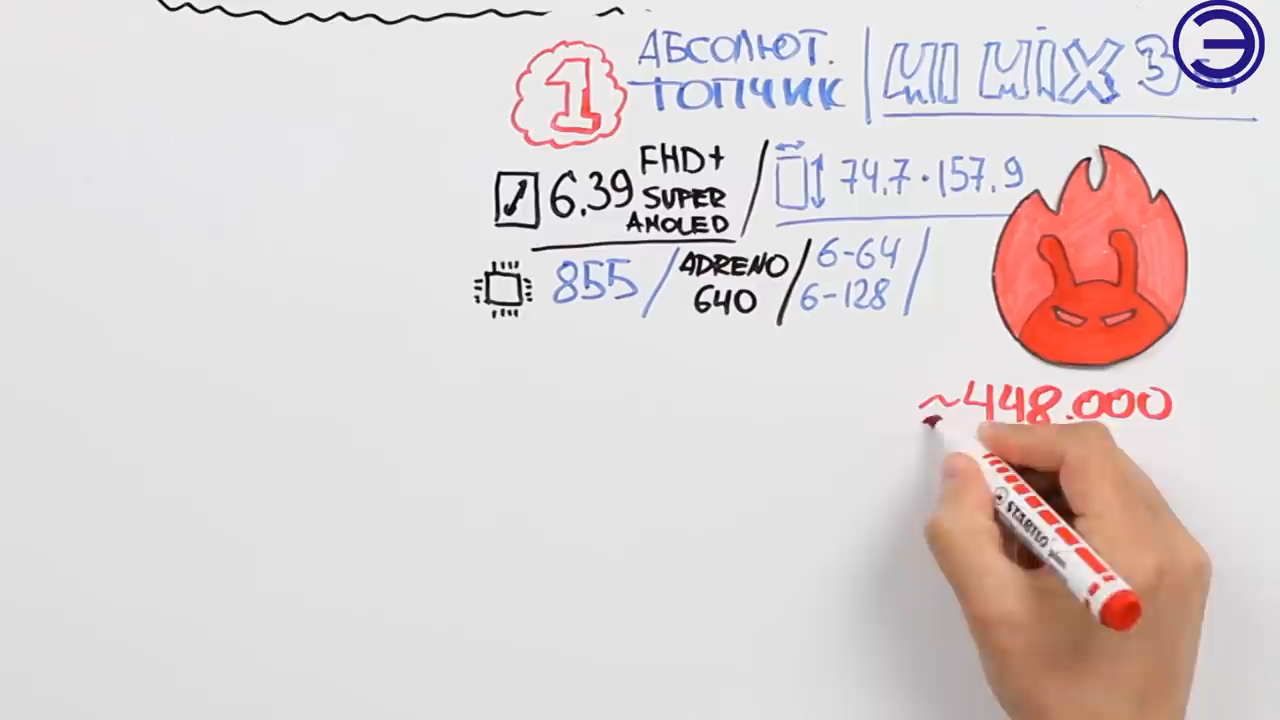 1 АБСОЛЮТ. ТОПЧИК | MI MIX 3
6,39 FHD+ SUPER AMOLED / 74,7 · 157,9
855 / ADRENO 640 / 6-64 6-128 /
~448.000
STARTEO
Э